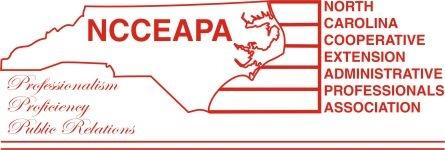 NCCEAPA
NORTH
CAROLINA
COOPERATIVE
EXTENSION
ADMINISTRATIVE
PROFESSIONALS
ASSOCIATION
Professionalism
Proficiency
Public Relations